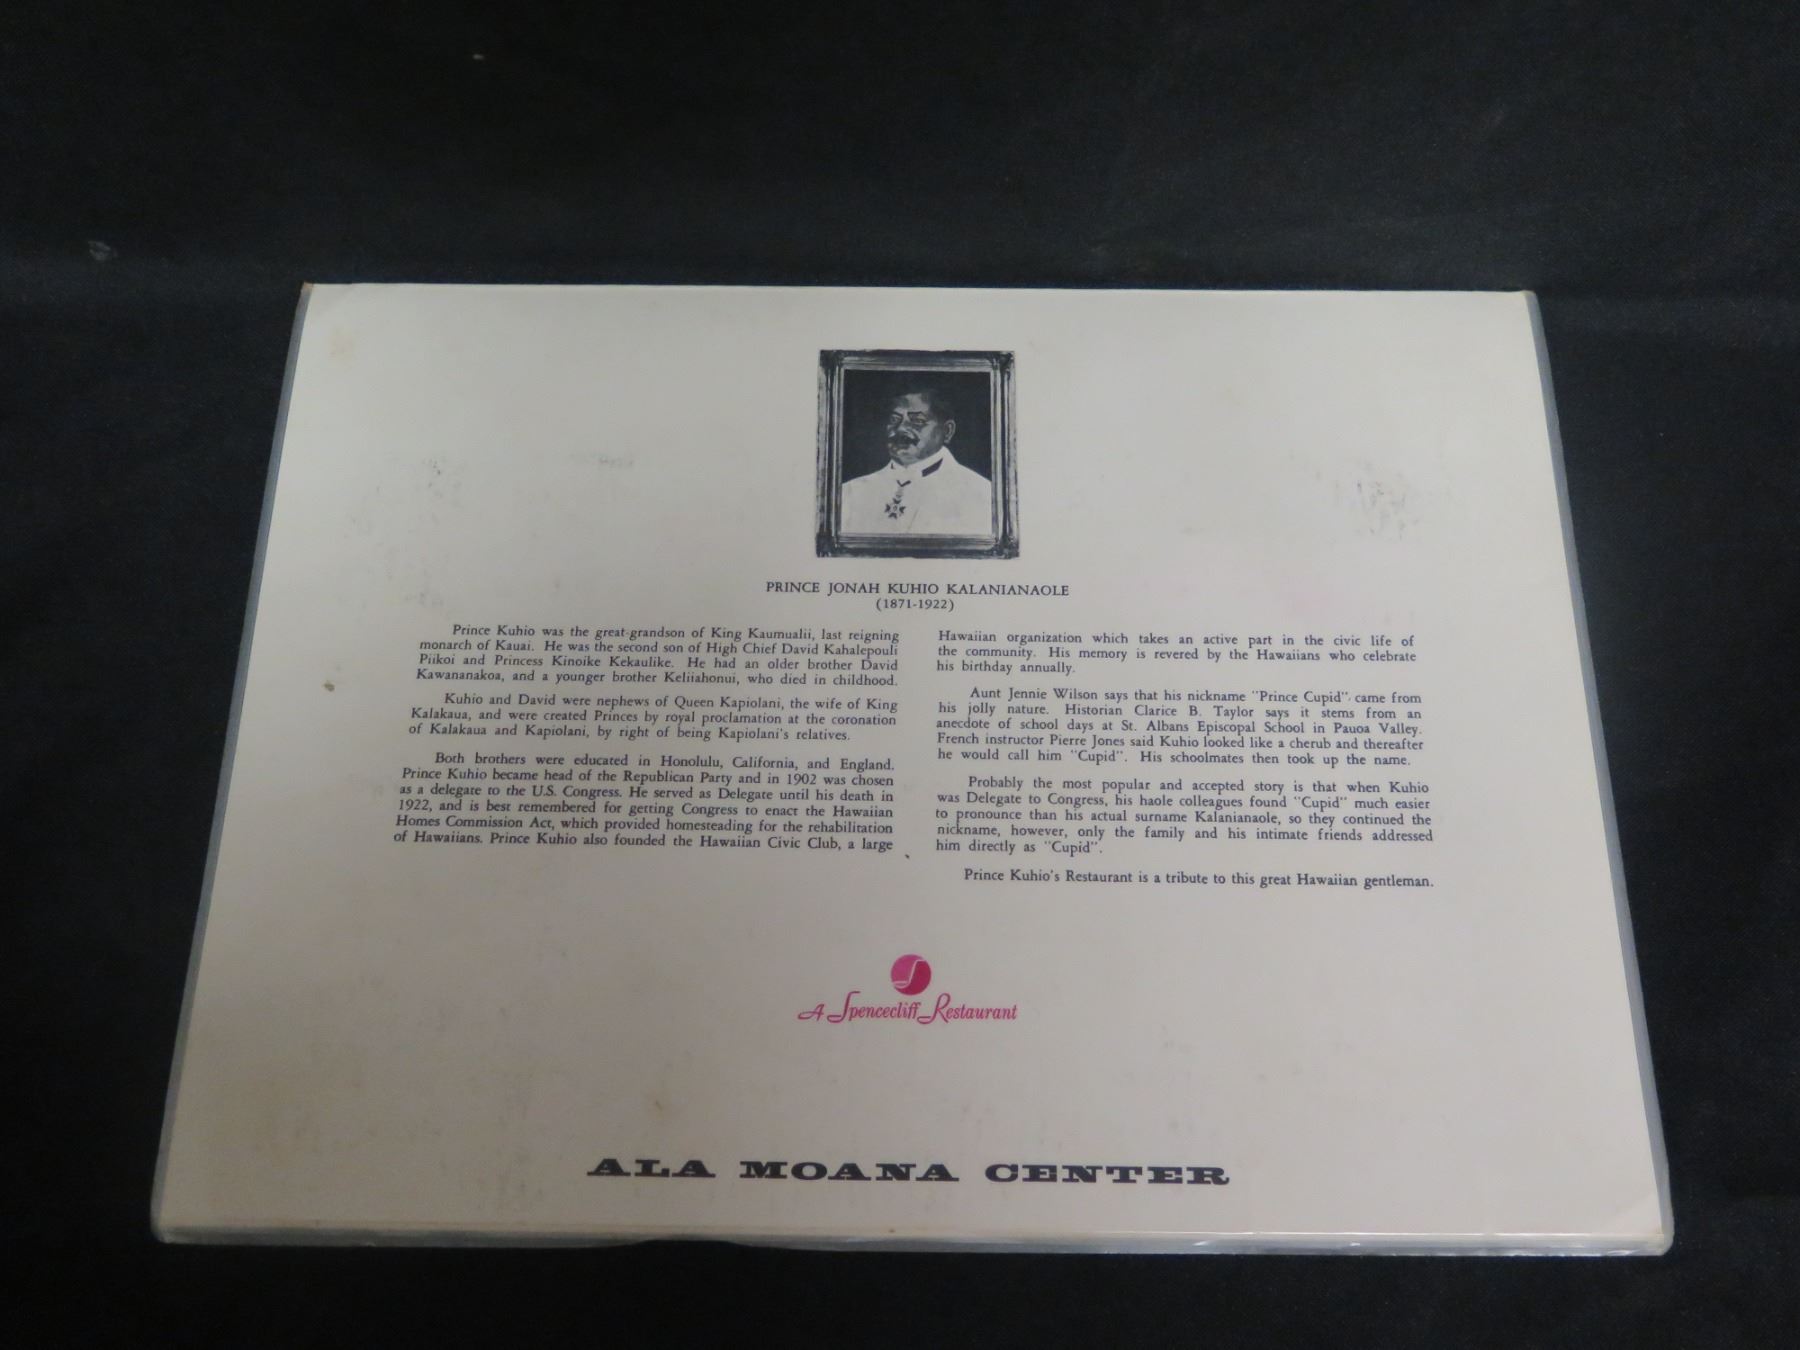 PRINCE JONAH KUHIO KALANIANAOLE
(1871-1922)
Prince Kuhio was the great-grandson of King Kaumualii, last reigning
monarch of Kauai. He was the second son of High Chief David Kahalepouli
Piikoi and Princess Kinoike Kekaulike. He had an older brother David
Kawananakoa, and a younger brother Keliiahonui, who died in childhood.
Kuhio and David were nephews of Queen Kapiolani, the wife of King
Kalakaua, and were created Princes by royal proclamation at the coronation
of Kalakaua and Kapiolani, by right of being Kapiolani's relatives.
Both brothers were educated in Honolulu, California, and England.
Prince Kuhio became head of the Republican Party and in 1902 was chosen
as a delegate to the U.S. Congress. He served as Delegate until his death in
1922, and is best remembered for getting Congress to enact the Hawaiian
Homes Commission Act, which provided homesteading for the rehabilitation
of Hawaiians. Prince Kuhio also founded the Hawaiian Civic Club, a large
Hawaiian organization which takes an active part in the civic life of
the community. His memory is revered by the Hawaiians who celebrate
his birthday annually.
Aunt Jennie Wilson says that his nickname "Prince Cupid" came from
his jolly nature. Historian Clarice B. Taylor says it stems from an
anecdote of school days at St. Albans Episcopal School in Pauoa Valley.
French instructor Pierre Jones said Kuhio looked like a cherub and thereafter
he would call him "Cupid". His schoolmates then took up the name.
Probably the most popular and accepted story is that when Kuhio
was Delegate to Congress, his haole colleagues found "Cupid" much easier
to pronounce than his actual surname Kalanianaole, so they continued the
nickname, however, only the family and his intimate friends addressed
him directly as "Cupid".
Prince Kuhio's Restaurant is a tribute to this great Hawaiian gentleman.
A Spencecliff Restaurant
ALA MOANA CENTER